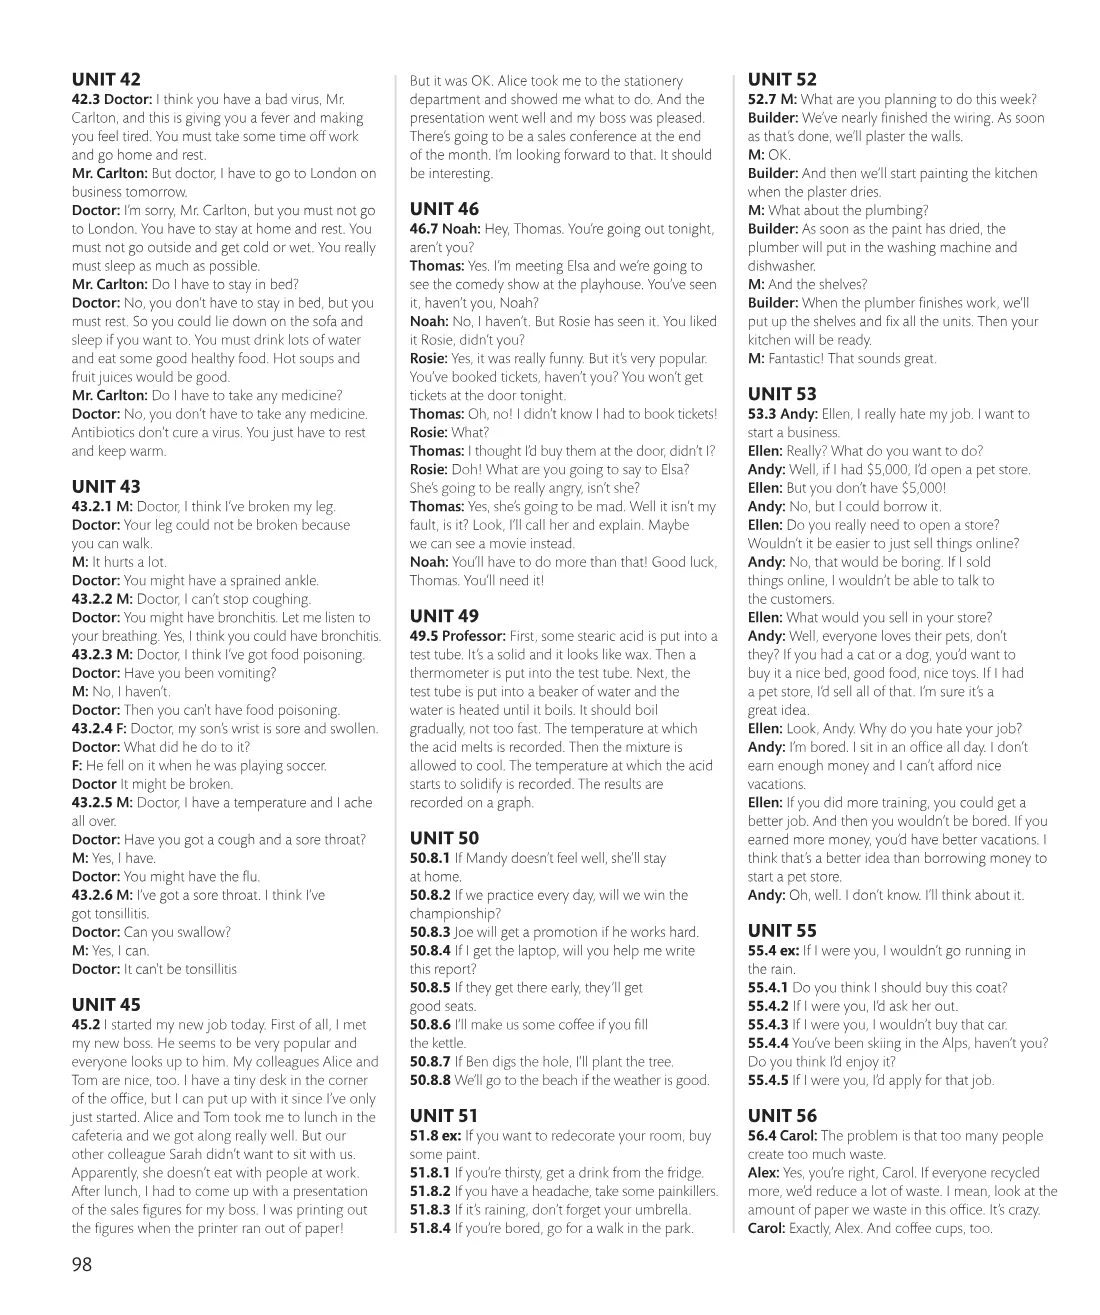 UNIT 42
42.3 Doctor: I think you have a bad virus, Mr.
Carlton, and this is giving you a fever and making
you feel tired. You must take some time off work
and go home and rest.
Mr. Carlton: But doctor, I have to go to London on
business tomorrow.
Doctor: I’m sorry, Mr. Carlton, but you must not go
to London. You have to stay at home and rest. You
must not go outside and get cold or wet. You really
must sleep as much as possible.
Mr. Carlton: Do I have to stay in bed?
Doctor: No, you don’t have to stay in bed, but you
must rest. So you could lie down on the sofa and
sleep if you want to. You must drink lots of water
and eat some good healthy food. Hot soups and
fruit juices would be good.
Mr. Carlton: Do I have to take any medicine?
Doctor: No, you don’t have to take any medicine.
Antibiotics don’t cure a virus. You just have to rest
and keep warm.
UNIT 43
43.2.1 M: Doctor, I think I’ve broken my leg.
Doctor: Your leg could not be broken because
you can walk.
M: It hurts a lot.
Doctor: You might have a sprained ankle.
43.2.2 M: Doctor, I can’t stop coughing.
Doctor: You might have bronchitis. Let me listen to
your breathing. Yes, I think you could have bronchitis.
43.2.3 M: Doctor, I think I’ve got food poisoning.
Doctor: Have you been vomiting?
M: No, I haven’t.
Doctor: Then you can’t have food poisoning.
43.2.4 F: Doctor, my son’s wrist is sore and swollen.
Doctor: What did he do to it?
F: He fell on it when he was playing soccer.
Doctor It might be broken.
43.2.5 M: Doctor, I have a temperature and I ache
all over.
Doctor: Have you got a cough and a sore throat?
M: Yes, I have.
Doctor: You might have the flu.
43.2.6 M: I’ve got a sore throat. I think I’ve
got tonsillitis.
Doctor: Can you swallow?
M: Yes, I can.
Doctor: It can’t be tonsillitis
UNIT 45
45.2 I started my new job today. First of all, I met
my new boss. He seems to be very popular and
everyone looks up to him. My colleagues Alice and
Tom are nice, too. I have a tiny desk in the corner
of the office, but I can put up with it since I’ve only
just started. Alice and Tom took me to lunch in the
cafeteria and we got along really well. But our
other colleague Sarah didn’t want to sit with us.
Apparently, she doesn’t eat with people at work.
After lunch, I had to come up with a presentation
of the sales figures for my boss. I was printing out
the figures when the printer ran out of paper!
But it was OK. Alice took me to the stationery
department and showed me what to do. And the
presentation went well and my boss was pleased.
There’s going to be a sales conference at the end
of the month. I’m looking forward to that. It should
be interesting.
UNIT 46
46.7 Noah: Hey, Thomas. You’re going out tonight,
aren’t you?
Thomas: Yes. I’m meeting Elsa and we’re going to
see the comedy show at the playhouse. You’ve seen
it, haven’t you, Noah?
Noah: No, I haven’t. But Rosie has seen it. You liked
it Rosie, didn’t you?
Rosie: Yes, it was really funny. But it’s very popular.
You’ve booked tickets, haven’t you? You won’t get
tickets at the door tonight.
Thomas: Oh, no! I didn’t know I had to book tickets!
Rosie: What?
Thomas: I thought I’d buy them at the door, didn’t I?
Rosie: Doh! What are you going to say to Elsa?
She’s going to be really angry, isn’t she?
Thomas: Yes, she’s going to be mad. Well it isn’t my
fault, is it? Look, I’ll call her and explain. Maybe
we can see a movie instead.
Noah: You’ll have to do more than that! Good luck,
Thomas. You’ll need it!
UNIT 49
49.5 Professor: First, some stearic acid is put into a
test tube. It’s a solid and it looks like wax. Then a
thermometer is put into the test tube. Next, the
test tube is put into a beaker of water and the
water is heated until it boils. It should boil
gradually, not too fast. The temperature at which
the acid melts is recorded. Then the mixture is
allowed to cool. The temperature at which the acid
starts to solidify is recorded. The results are
recorded on a graph.
UNIT 50
50.8.1 If Mandy doesn’t feel well, she’ll stay
at home.
50.8.2 If we practice every day, will we win the
championship?
50.8.3 Joe will get a promotion if he works hard.
50.8.4 If I get the laptop, will you help me write
this report?
50.8.5 If they get there early, they’ll get
good seats.
50.8.6 I’ll make us some coffee if you fill
the kettle.
50.8.7 If Ben digs the hole, I’ll plant the tree.
50.8.8 We’ll go to the beach if the weather is good.
UNIT 51
51.8 ex: If you want to redecorate your room, buy
some paint.
51.8.1 If you’re thirsty, get a drink from the fridge.
51.8.2 If you have a headache, take some painkillers.
51.8.3 If it’s raining, don’t forget your umbrella.
51.8.4 If you’re bored, go for a walk in the park.
UNIT 52
52.7 M: What are you planning to do this week?
Builder: We’ve nearly finished the wiring. As soon
as that’s done, we’ll plaster the walls.
M: OK.
Builder: And then we’ll start painting the kitchen
when the plaster dries.
M: What about the plumbing?
Builder: As soon as the paint has dried, the
plumber will put in the washing machine and
dishwasher.
M: And the shelves?
Builder: When the plumber finishes work, we’ll
put up the shelves and fix all the units. Then your
kitchen will be ready.
M: Fantastic! That sounds great.
UNIT 53
53.3 Andy: Ellen, I really hate my job. I want to
start a business.
Ellen: Really? What do you want to do?
Andy: Well, if I had $5,000, I’d open a pet store.
Ellen: But you don’t have $5,000!
Andy: No, but I could borrow it.
Ellen: Do you really need to open a store?
Wouldn’t it be easier to just sell things online?
Andy: No, that would be boring. If I sold
things online, I wouldn’t be able to talk to
the customers.
Ellen: What would you sell in your store?
Andy: Well, everyone loves their pets, don’t
they? If you had a cat or a dog, you’d want to
buy it a nice bed, good food, nice toys. If I had
a pet store, I’d sell all of that. I’m sure it’s a
great idea.
Ellen: Look, Andy. Why do you hate your job?
Andy: I’m bored. I sit in an office all day. I don’t
earn enough money and I can’t afford nice
vacations.
Ellen: If you did more training, you could get a
better job. And then you wouldn’t be bored. If you
earned more money, you’d have better vacations. I
think that’s a better idea than borrowing money to
start a pet store.
Andy: Oh, well. I don’t know. I’ll think about it.
UNIT 55
55.4 ex: If I were you, I wouldn’t go running in
the rain.
55.4.1 Do you think I should buy this coat?
55.4.2 If I were you, I’d ask her out.
55.4.3 If I were you, I wouldn’t buy that car.
55.4.4 You’ve been skiing in the Alps, haven’t you?
Do you think I’d enjoy it?
55.4.5 If I were you, I’d apply for that job.
UNIT 56
56.4 Carol: The problem is that too many people
create too much waste.
Alex: Yes, you’re right, Carol. If everyone recycled
more, we’d reduce a lot of waste. I mean, look at the
amount of paper we waste in this office. It’s crazy.
Carol: Exactly, Alex. And coffee cups, too.
98